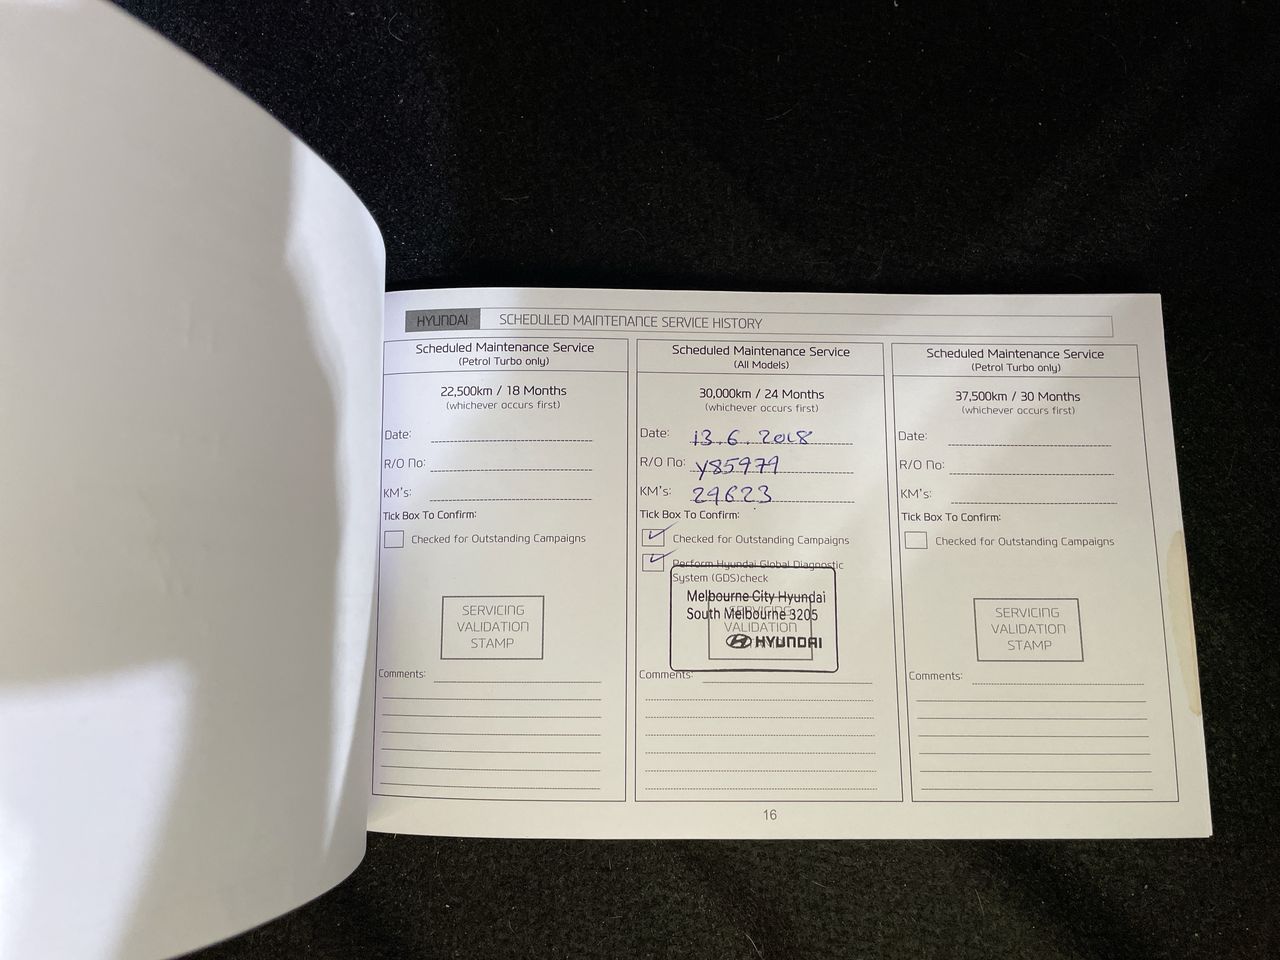 HYUNDAI SCHEDULED MAINTENANCE SERVICE HISTORY
Scheduled Maintenance Service
(Petrol Turbo only)
22,500km / 18 Months
(whichever occurs first)
Date:
R/O No:
KM's:
Tick Box To Confirm:
Checked for Outstanding Campaigns
SERVICING
VALIDATION
STAMP
Comments:
Scheduled Maintenance Service
(All Models)
30,000km / 24 Months
(whichever occurs first)
Date: 13.6.2018
R/O No: Y85979
KM's: 29623
Tick Box To Confirm:
Checked for Outstanding Campaigns
Perform Hyundai Global Diagnostic
System (GDS)check
Melbourne City Hyundai
South Melbourne 3205
HYUNDAI
SERVICING
VALIDATION
STAMP
Comments:
Scheduled Maintenance Service
(Petrol Turbo only)
37,500km / 30 Months
(whichever occurs first)
Date:
R/O No:
KM's:
Tick Box To Confirm:
Checked for Outstanding Campaigns
SERVICING
VALIDATION
STAMP
Comments:
16